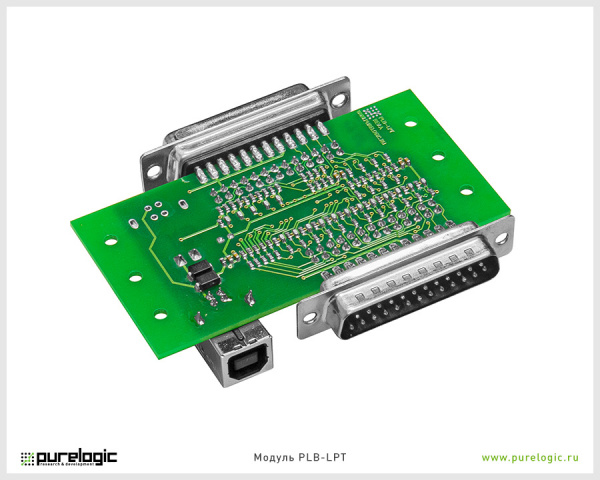 purelogic
research & development
Модуль PLB-LPT
www.purelogic.ru